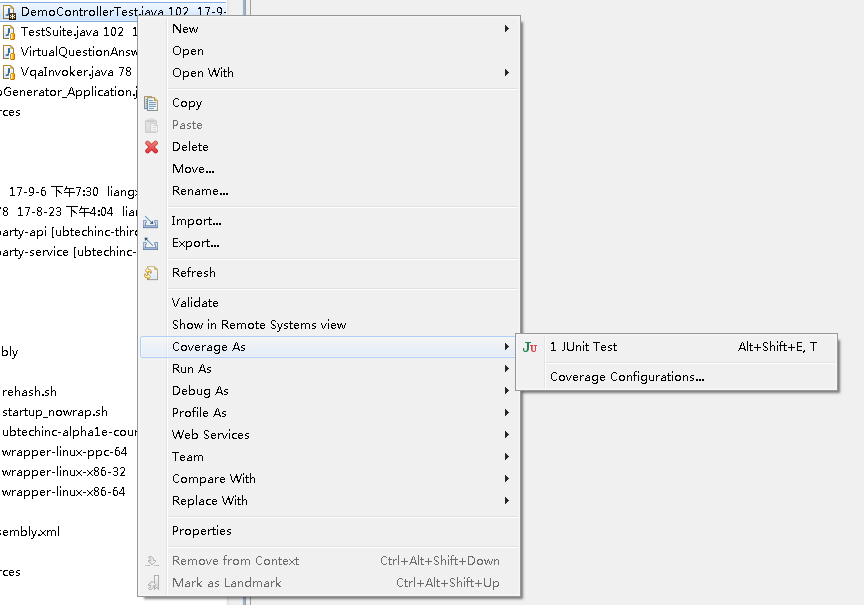 DemoControllerTest.java 102 17-9-
TestSuite.java 102 1
VirtualQuestionAnsw
VqaInvoker.java 78
Generator_Application.j
rces
17-9-6 下午7:30 liang
8 17-8-23 下午4:04 lian
party-api [ubtechinc-thir
party-service [ubtechinc-
bly
rehash.sh
startup_nowrap.sh
ubtechinc-alpha1e-cour
wrapper-linux-ppc-64
wrapper-linux-x86-32
wrapper-linux-x86-64
sembly.xml
rces
New
Open
Open With
Copy
Paste
Delete
Move...
Rename...
Import...
Export...
Refresh
Validate
Show in Remote Systems view
Coverage As
Run As
Debug As
Profile As
Web Services
Team
Compare With
Replace With
Properties
Remove from Context Ctrl+Alt+Shift+Down
Mark as Landmark Ctrl+Alt+Shift+Up
JU 1 JUnit Test Alt+Shift+E, T
Coverage Configurations...